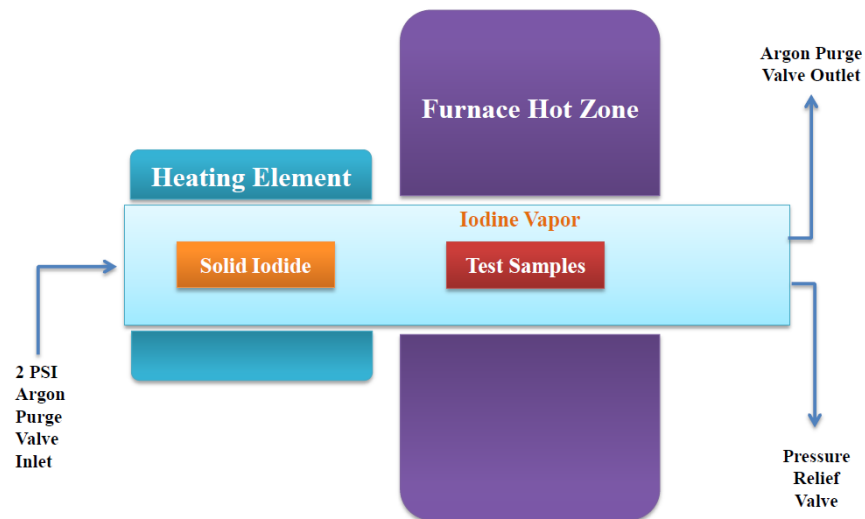 Argon Purge
Valve Outlet
Furnace Hot Zone
Heating Element
Iodine Vapor
Solid Iodide
Test Samples
2 PSI
Argon
Purge
Valve
Inlet
Pressure
Relief
Valve